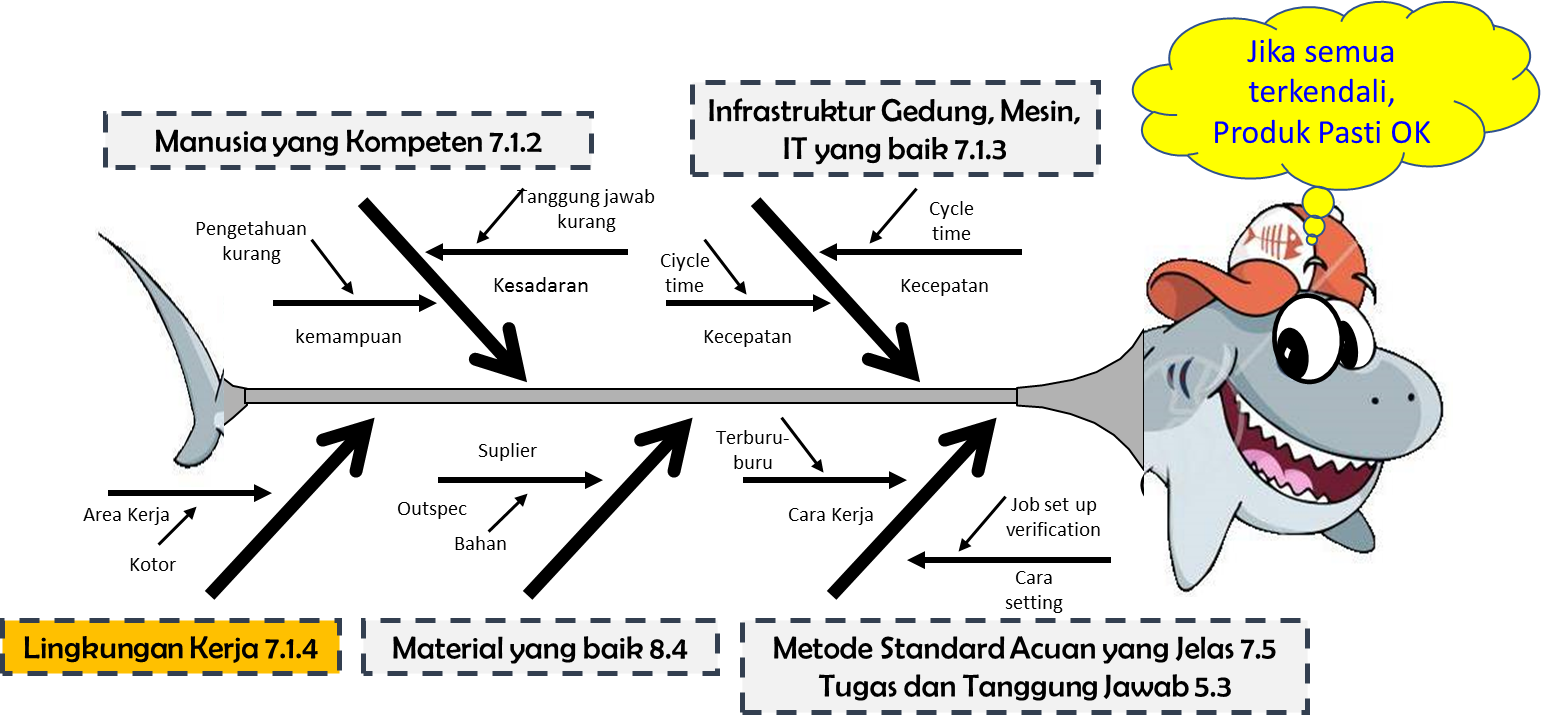 Jika semua
terkendali,
Produk Pasti OK
Manusia yang Kompeten 7.1.2
Infrastruktur Gedung, Mesin,
IT yang baik 7.1.3
Pengetahuan
kurang
Tanggung jawab
kurang
Kesadaran
kemampuan
Ciycle
time
Kecepatan
Cycle
time
Kecepatan
Area Kerja
Kotor
Suplier
Outspec
Bahan
Terburu-
buru
Cara Kerja
Job set up
verification
Cara
setting
Lingkungan Kerja 7.1.4
Material yang baik 8.4
Metode Standard Acuan yang Jelas 7.5
Tugas dan Tanggung Jawab 5.3